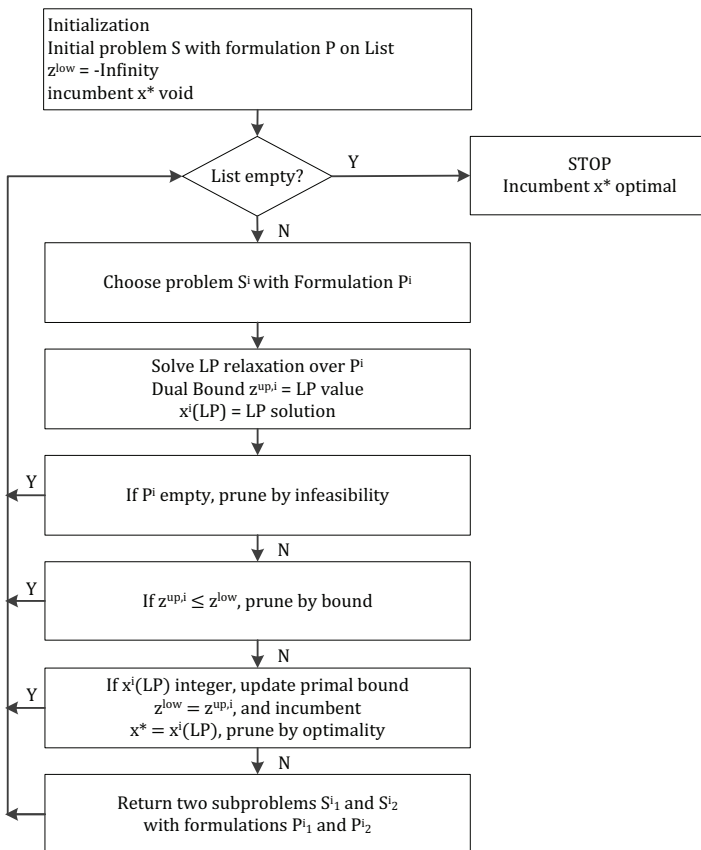 Initialization
Initial problem S with formulation P on List
z^low = -Infinity
incumbent x* void
List empty?
Y
STOP
Incumbent x* optimal
N
Choose problem S^i with Formulation P^i
Solve LP relaxation over P^i
Dual Bound z^up,i = LP value
x^i(LP) = LP solution
Y
If P^i empty, prune by infeasibility
N
Y
If z^up,i ≤ z^low, prune by bound
N
Y
If x^i(LP) integer, update primal bound
z^low = z^up,i, and incumbent
x* = x^i(LP), prune by optimality
N
Return two subproblems S^i_1 and S^i_2
with formulations P^i_1 and P^i_2